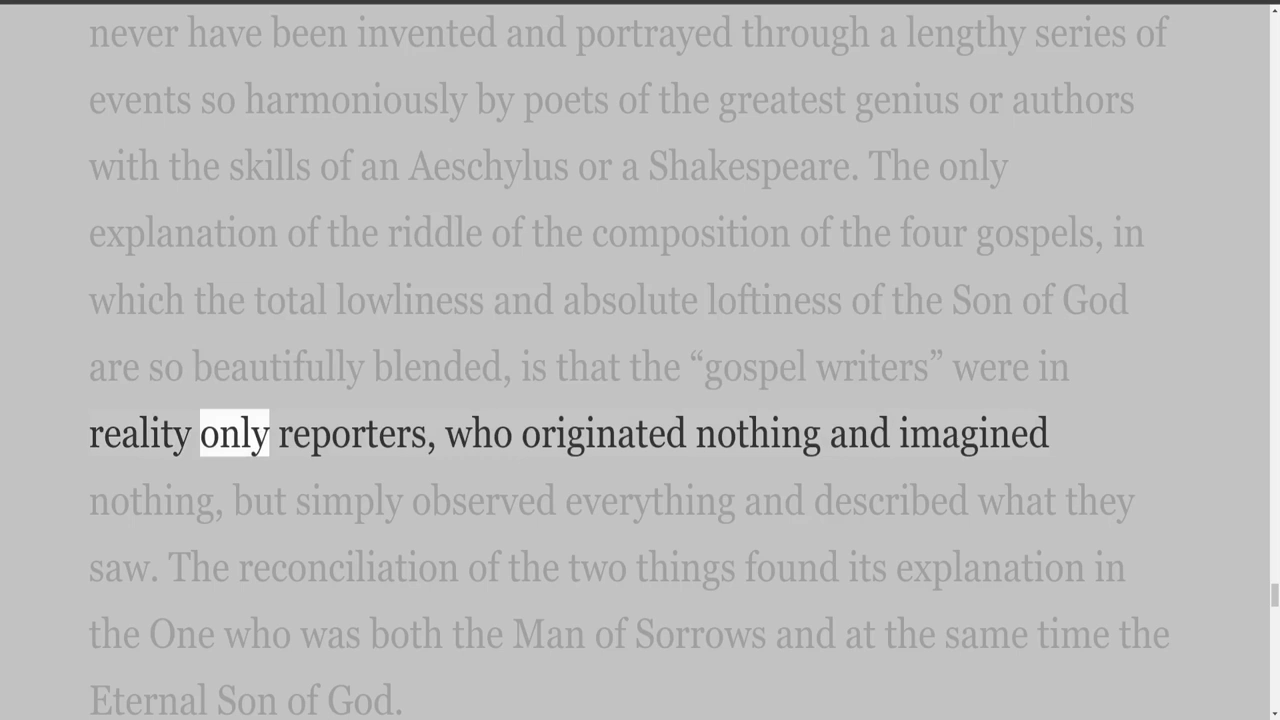 never have been invented and portrayed through a lengthy series of
events so harmoniously by poets of the greatest genius or authors
with the skills of an Aeschylus or a Shakespeare. The only
explanation of the riddle of the composition of the four gospels, in
which the total lowliness and absolute loftiness of the Son of God
are so beautifully blended, is that the “gospel writers” were in
reality only reporters, who originated nothing and imagined
nothing, but simply observed everything and described what they
saw. The reconciliation of the two things found its explanation in
the One who was both the Man of Sorrows and at the same time the
Eternal Son of God.